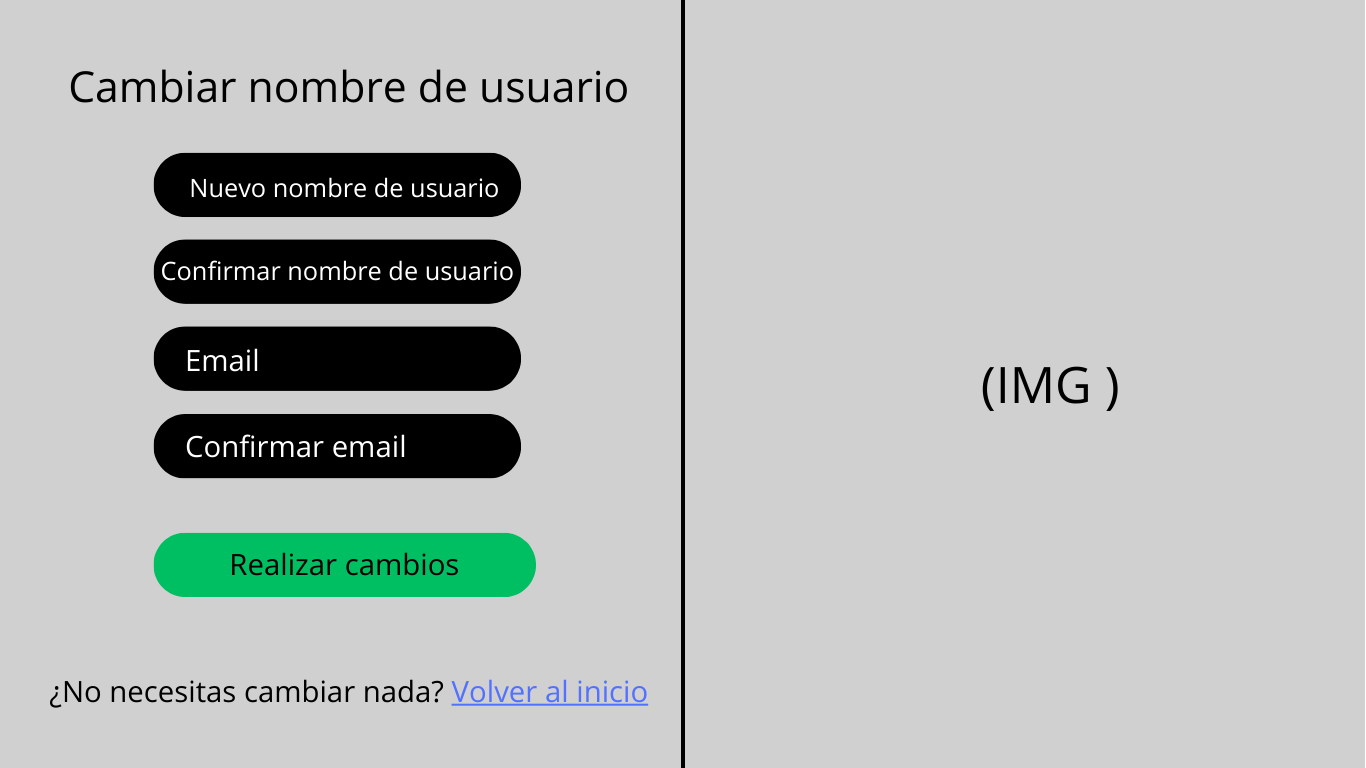 Cambiar nombre de usuario
Nuevo nombre de usuario
Confirmar nombre de usuario
Email
Confirmar email
Realizar cambios
¿No necesitas cambiar nada? Volver al inicio
(IMG )